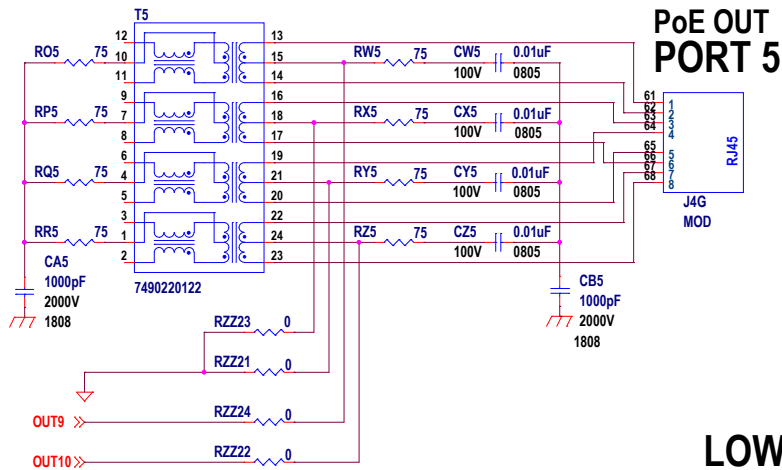 PoE OUT
PORT 5
T5
12 13
RO5 75 10 15 RW5 75 CW5 0.01uF
11 14 100V 0805
9 16
RP5 75 7 18 RX5 75 CX5 0.01uF
8 17 100V 0805
6 19
RQ5 75 4 21 RY5 75 CY5 0.01uF
5 20 100V 0805
3 22
RR5 75 1 24 RZ5 75 CZ5 0.01uF
2 23 100V 0805
61 1
62 2
63 3
64 4
65 5
66 6
67 7
68 8
RJ45
J4G
MOD
CA5
1000pF
2000V
1808
7490220122
CB5
1000pF
2000V
1808
RZZ23 0
RZZ21 0
OUT9 RZZ24 0
OUT10 RZZ22 0
LOW